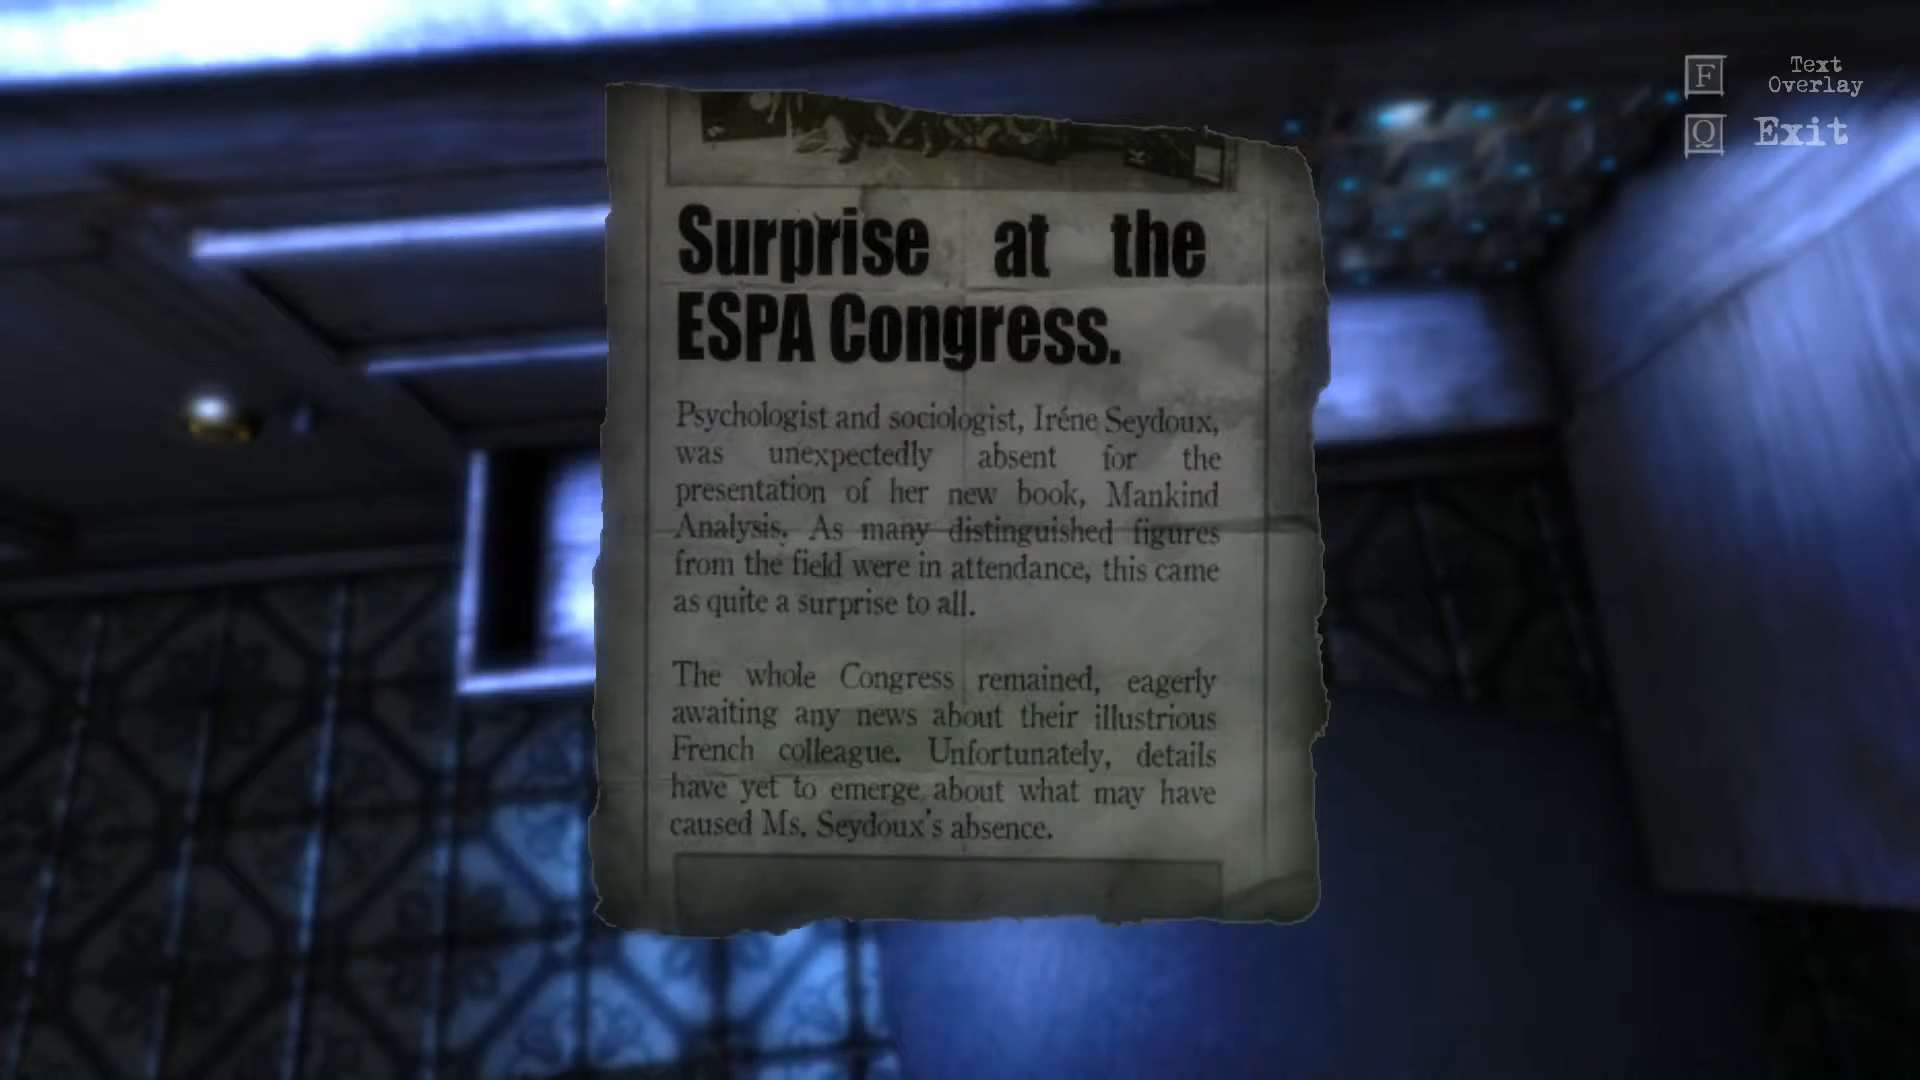 F Text
Overlay
Q Exit
Surprise at the
ESPA Congress.
Psychologist and sociologist, Iréne Seydoux,
was unexpectedly absent for the
presentation of her new book, Mankind
Analysis. As many distinguished figures
from the field were in attendance, this came
as quite a surprise to all.
The whole Congress remained, eagerly
awaiting any news about their illustrious
French colleague. Unfortunately, details
have yet to emerge about what may have
caused Ms. Seydoux's absence.